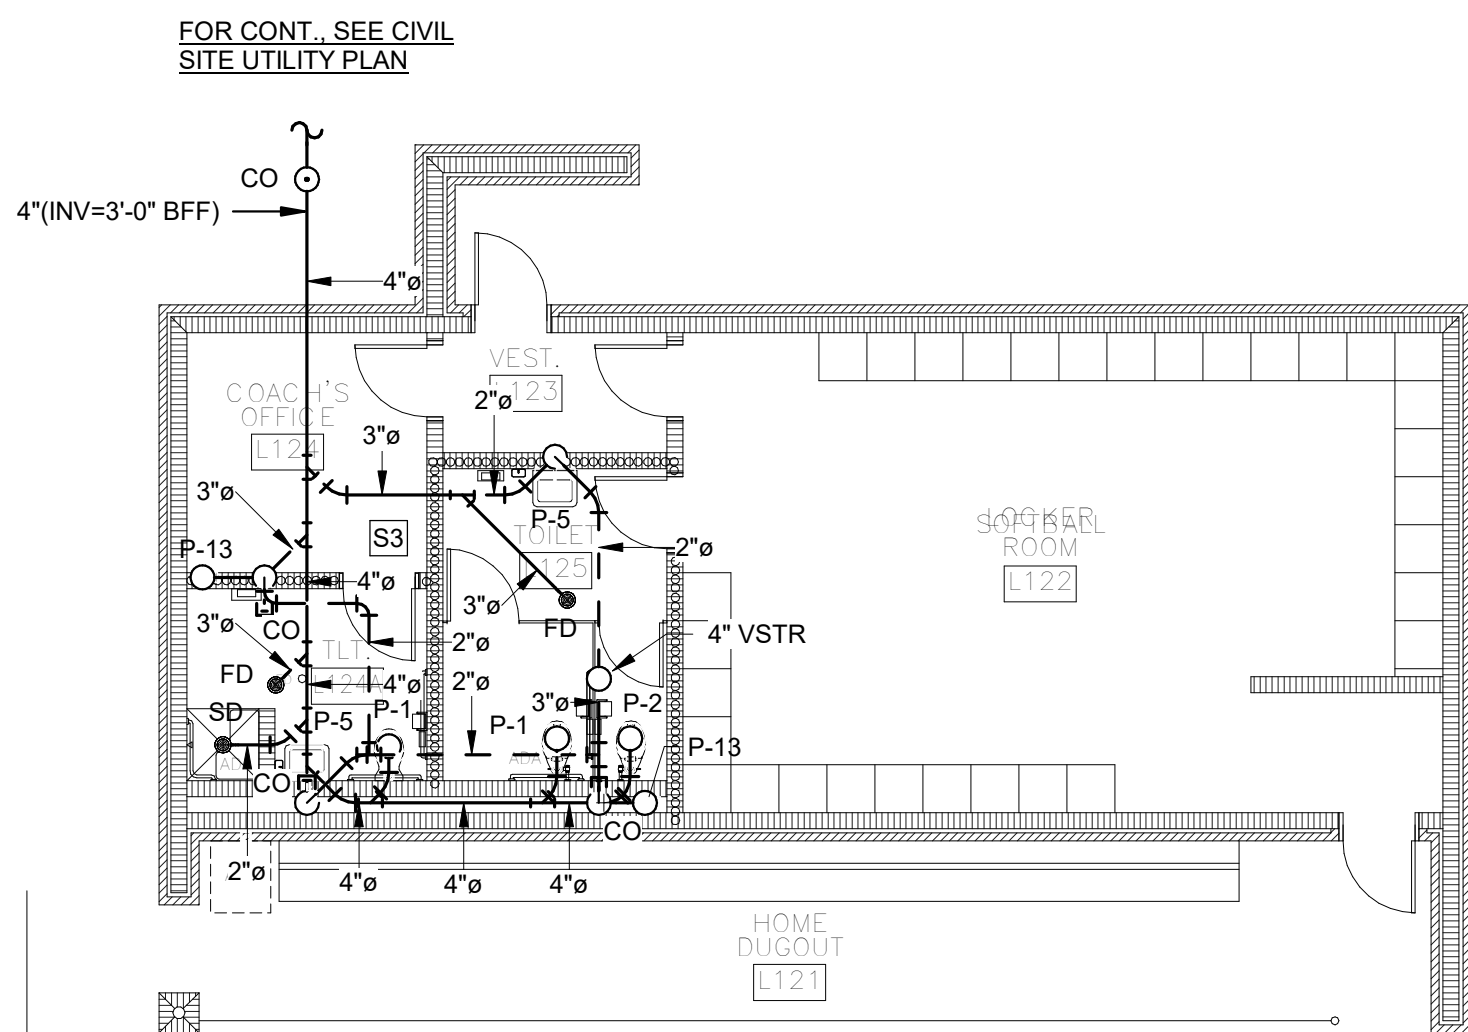 FOR CONT., SEE CIVIL
SITE UTILITY PLAN
CO
4"(INV=3'-0" BFF)
4"ø
VEST.
L123
2"ø
COACH'S
OFFICE
L124
3"ø
3"ø
P-5
SOFTBALL
LOCKER
ROOM
L122
S3
TOILET
L125
2"ø
P-13
4"ø
3"ø
CO
3"ø
FD
4" VSTR
2"ø
TLT.
L124A
FD
4"ø
2"ø
3"ø
P-2
SD
P-5
P-1
P-1
P-13
ADA
ADA
CO
CO
2"ø
4"ø
4"ø
4"ø
HOME
DUGOUT
L121